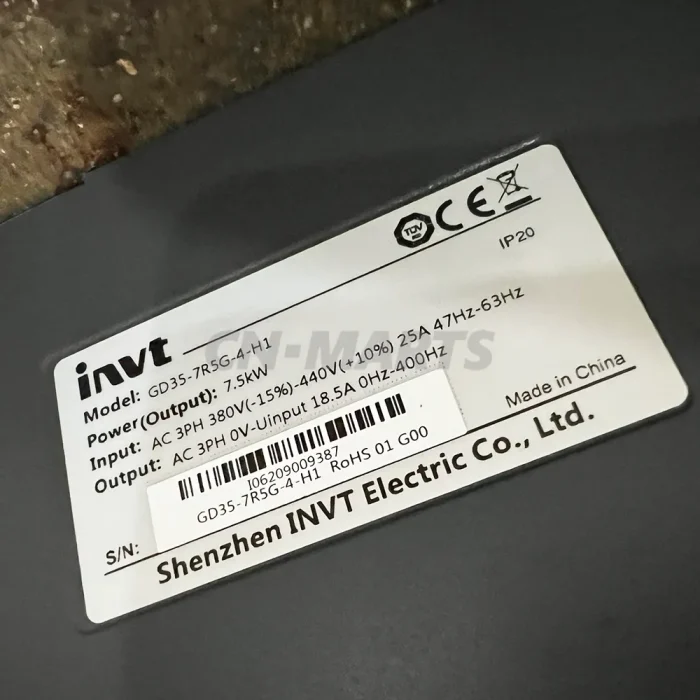 TÜV
CE
IP20
invt
Model: GD35-7R5G-4-H1
Power(Output): 7.5kW
Input: AC 3PH 380V(-15%)-440V(+10%) 25A 47Hz-63Hz
Output: AC 3PH 0V-Uinput 18.5A 0Hz-400Hz
CN-MARTS
I06209009387
GD35-7R5G-4-H1 RoHS 01 G00
S/N:
Made in China
Shenzhen INVT Electric Co., Ltd.